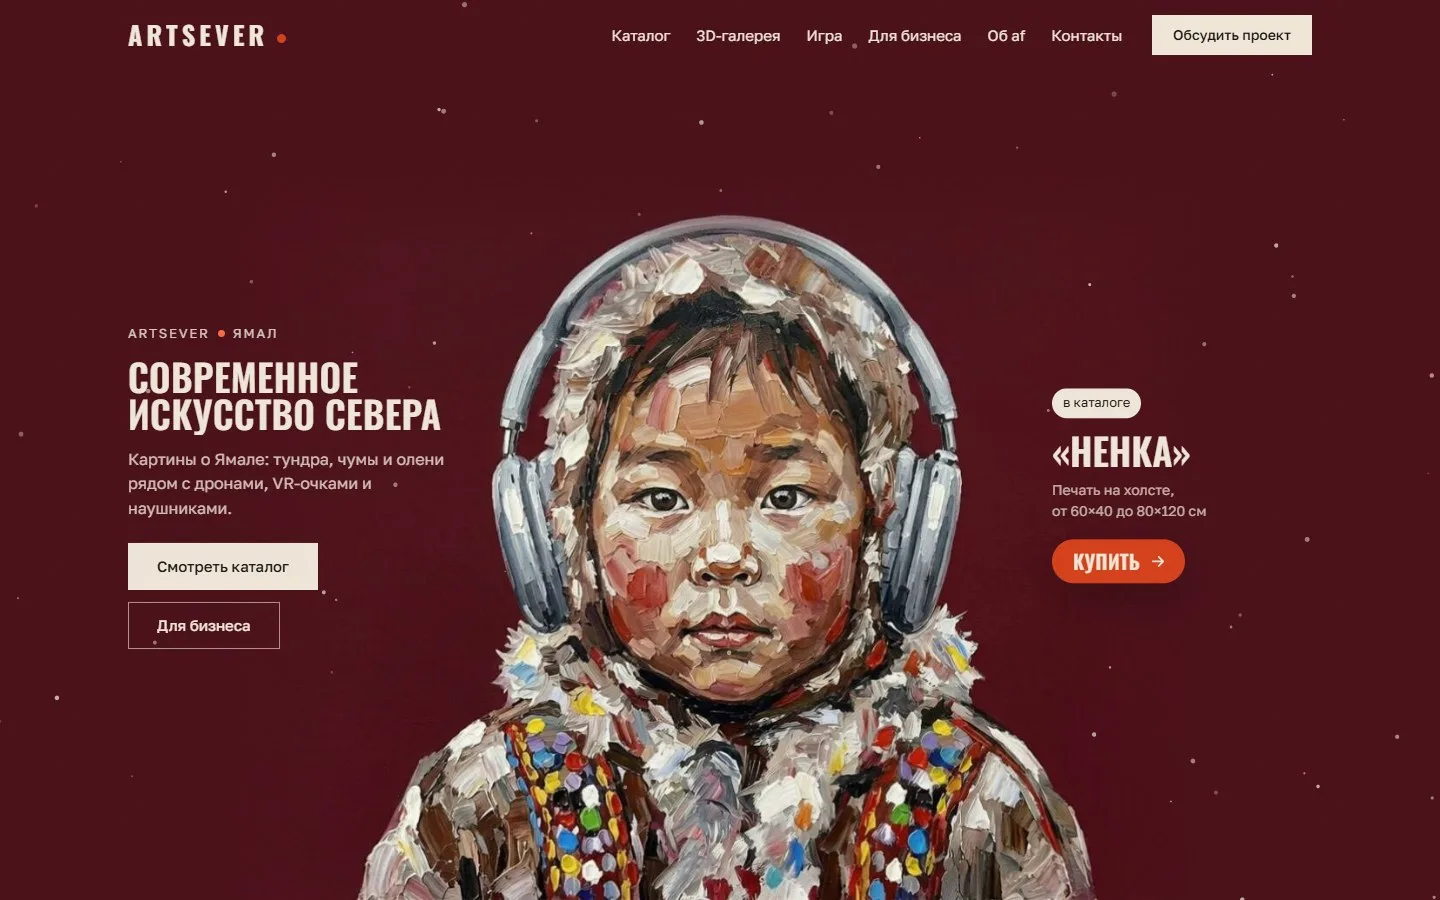 ARTSEVER
Каталог 3D-галерея Игра Для бизнеса Об af Контакты Обсудить проект
ARTSEVER ЯМАЛ
СОВРЕМЕННОЕ
ИСКУССТВО СЕВЕРА
Картины о Ямале: тундра, чумы и олени
рядом с дронами, VR-очками и
наушниками.
Смотреть каталог
Для бизнеса
в каталоге
«НЕНКА»
Печать на холсте,
от 60×40 до 80×120 см
КУПИТЬ →